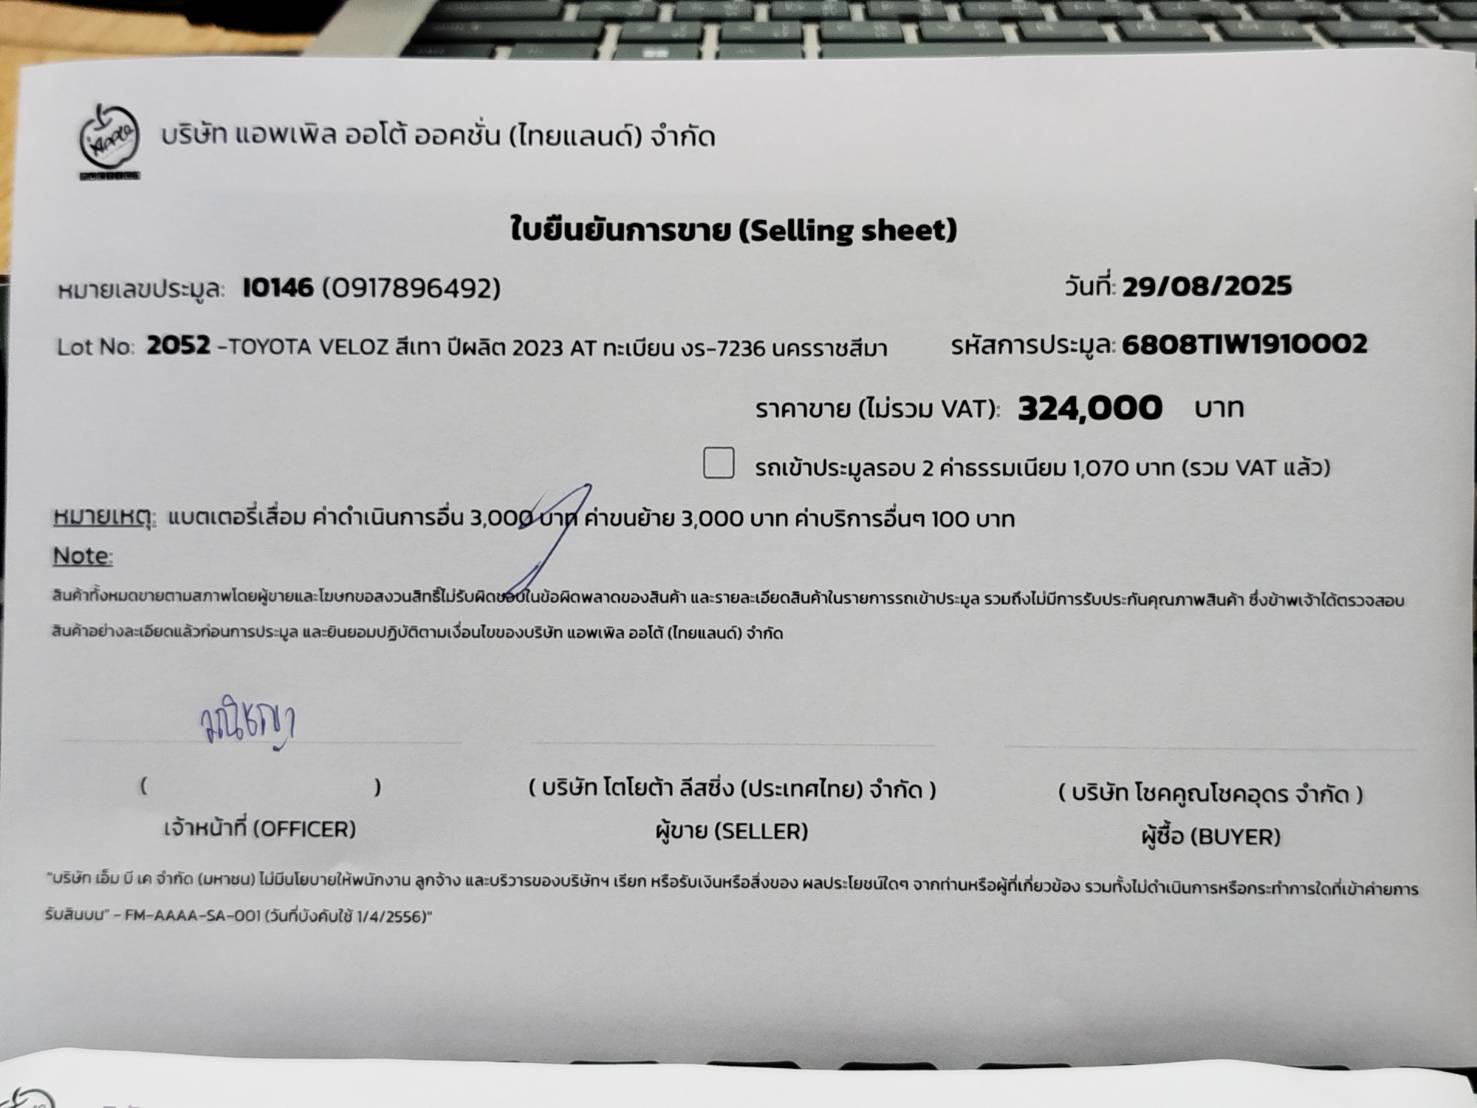 Apple
บริษัท แอพเพิล ออโต้ ออคชั่น (ไทยแลนด์) จำกัด
ใบยืนยันการขาย (Selling sheet)
หมายเลขประมูล: I0146 (0917896492) วันที่: 29/08/2025
Lot No: 2052 -TOYOTA VELOZ สีเทา ปีผลิต 2023 AT ทะเบียน งร-7236 นครราชสีมา รหัสการประมูล: 6808TIW1910002
ราคาขาย (ไม่รวม VAT): 324,000 บาท
รถเข้าประมูลรอบ 2 ค่าธรรมเนียม 1,070 บาท (รวม VAT แล้ว)
หมายเหตุ: แบตเตอรี่เสื่อม ค่าดำเนินการอื่น 3,000 บาท ค่าขนย้าย 3,000 บาท ค่าบริการอื่นๆ 100 บาท
Note:
สินค้าทั้งหมดขายตามสภาพโดยผู้ขายและโฆษกขอสงวนสิทธิ์ไม่รับผิดชอบในข้อผิดพลาดของสินค้า และรายละเอียดสินค้าในรายการรถเข้าประมูล รวมถึงไม่มีการรับประกันคุณภาพสินค้า ซึ่งข้าพเจ้าได้ตรวจสอบ
สินค้าอย่างละเอียดแล้วก่อนการประมูล และยินยอมปฏิบัติตามเงื่อนไขของบริษัท แอพเพิล ออโต้ (ไทยแลนด์) จำกัด
( ) ( บริษัท โตโยต้า ลีสซิ่ง (ประเทศไทย) จำกัด ) ( บริษัท โชคคูณโชคอุดร จำกัด )
เจ้าหน้าที่ (OFFICER) ผู้ขาย (SELLER) ผู้ซื้อ (BUYER)
"บริษัท เอ็ม บี เค จำกัด (มหาชน) ไม่มีนโยบายให้พนักงาน ลูกจ้าง และบริวารของบริษัทฯ เรียก หรือรับเงินหรือสิ่งของ ผลประโยชน์ใดๆ จากท่านหรือผู้ที่เกี่ยวข้อง รวมทั้งไม่ดำเนินการหรือกระทำการใดที่เข้าค่ายการ
รับสินบน" - FM-AAAA-SA-001 (วันที่บังคับใช้ 1/4/2556)"